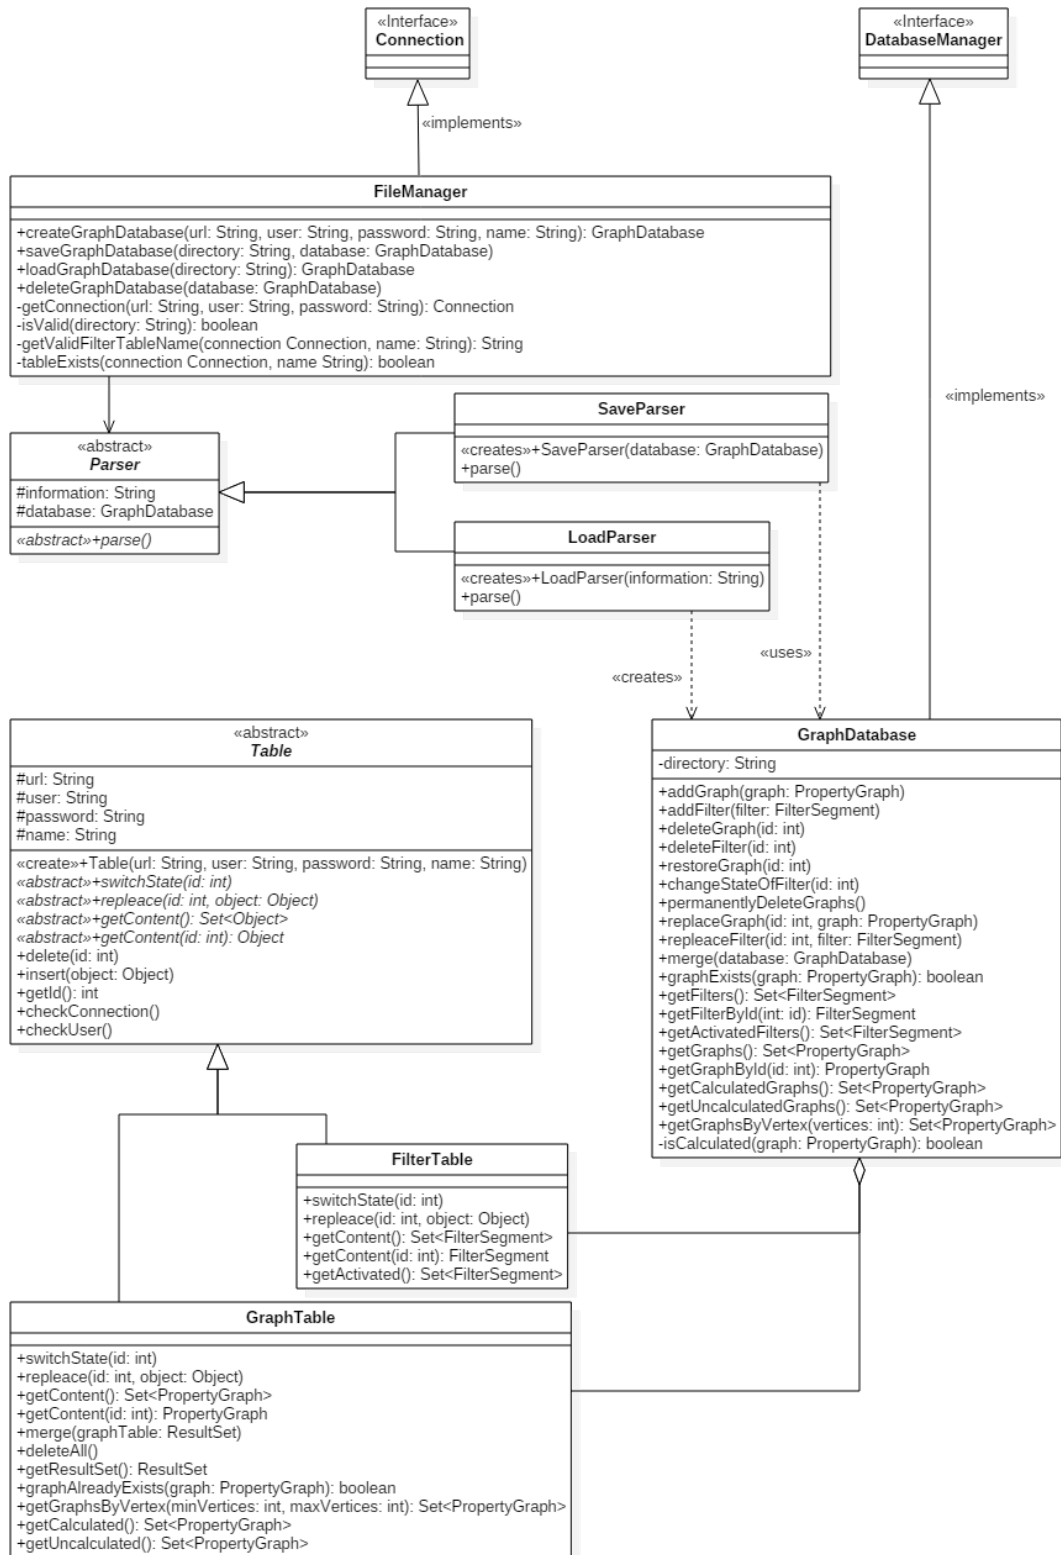 «Interface»
Connection
«Interface»
DatabaseManager
«implements»
FileManager
+createGraphDatabase(url: String, user: String, password: String, name: String): GraphDatabase
+saveGraphDatabase(directory: String, database: GraphDatabase)
+loadGraphDatabase(directory: String): GraphDatabase
+deleteGraphDatabase(database: GraphDatabase)
-getConnection(url: String, user: String, password: String): Connection
-isValid(directory: String): boolean
-getValidFilterTableName(connection Connection, name: String): String
-tableExists(connection Connection, name String): boolean
«implements»
«abstract»
Parser
#information: String
#database: GraphDatabase
«abstract»+parse()
SaveParser
«creates»+SaveParser(database: GraphDatabase)
+parse()
LoadParser
«creates»+LoadParser(information: String)
+parse()
«uses»
«creates»
«abstract»
Table
#url: String
#user: String
#password: String
#name: String
«create»+Table(url: String, user: String, password: String, name: String)
«abstract»+switchState(id: int)
«abstract»+repleace(id: int, object: Object)
«abstract»+getContent(): Set<Object>
«abstract»+getContent(id: int): Object
+delete(id: int)
+insert(object: Object)
+getId(): int
+checkConnection()
+checkUser()
GraphDatabase
-directory: String
+addGraph(graph: PropertyGraph)
+addFilter(filter: FilterSegment)
+deleteGraph(id: int)
+deleteFilter(id: int)
+restoreGraph(id: int)
+changeStateOfFilter(id: int)
+permanentlyDeleteGraphs()
+replaceGraph(id: int, graph: PropertyGraph)
+repleaceFilter(id: int, filter: FilterSegment)
+merge(database: GraphDatabase)
+graphExists(graph: PropertyGraph): boolean
+getFilters(): Set<FilterSegment>
+getFilterById(int: id): FilterSegment
+getActivatedFilters(): Set<FilterSegment>
+getGraphs(): Set<PropertyGraph>
+getGraphById(id: int): PropertyGraph
+getCalculatedGraphs(): Set<PropertyGraph>
+getUncalculatedGraphs(): Set<PropertyGraph>
+getGraphsByVertex(vertices: int): Set<PropertyGraph>
-isCalculated(graph: PropertyGraph): boolean
FilterTable
+switchState(id: int)
+repleace(id: int, object: Object)
+getContent(): Set<FilterSegment>
+getContent(id: int): FilterSegment
+getActivated(): Set<FilterSegment>
GraphTable
+switchState(id: int)
+repleace(id: int, object: Object)
+getContent(): Set<PropertyGraph>
+getContent(id: int): PropertyGraph
+merge(graphTable: ResultSet)
+deleteAll()
+getResultSet(): ResultSet
+graphAlreadyExists(graph: PropertyGraph): boolean
+getGraphsByVertex(minVertices: int, maxVertices: int): Set<PropertyGraph>
+getCalculated(): Set<PropertyGraph>
+getUncalculated(): Set<PropertyGraph>